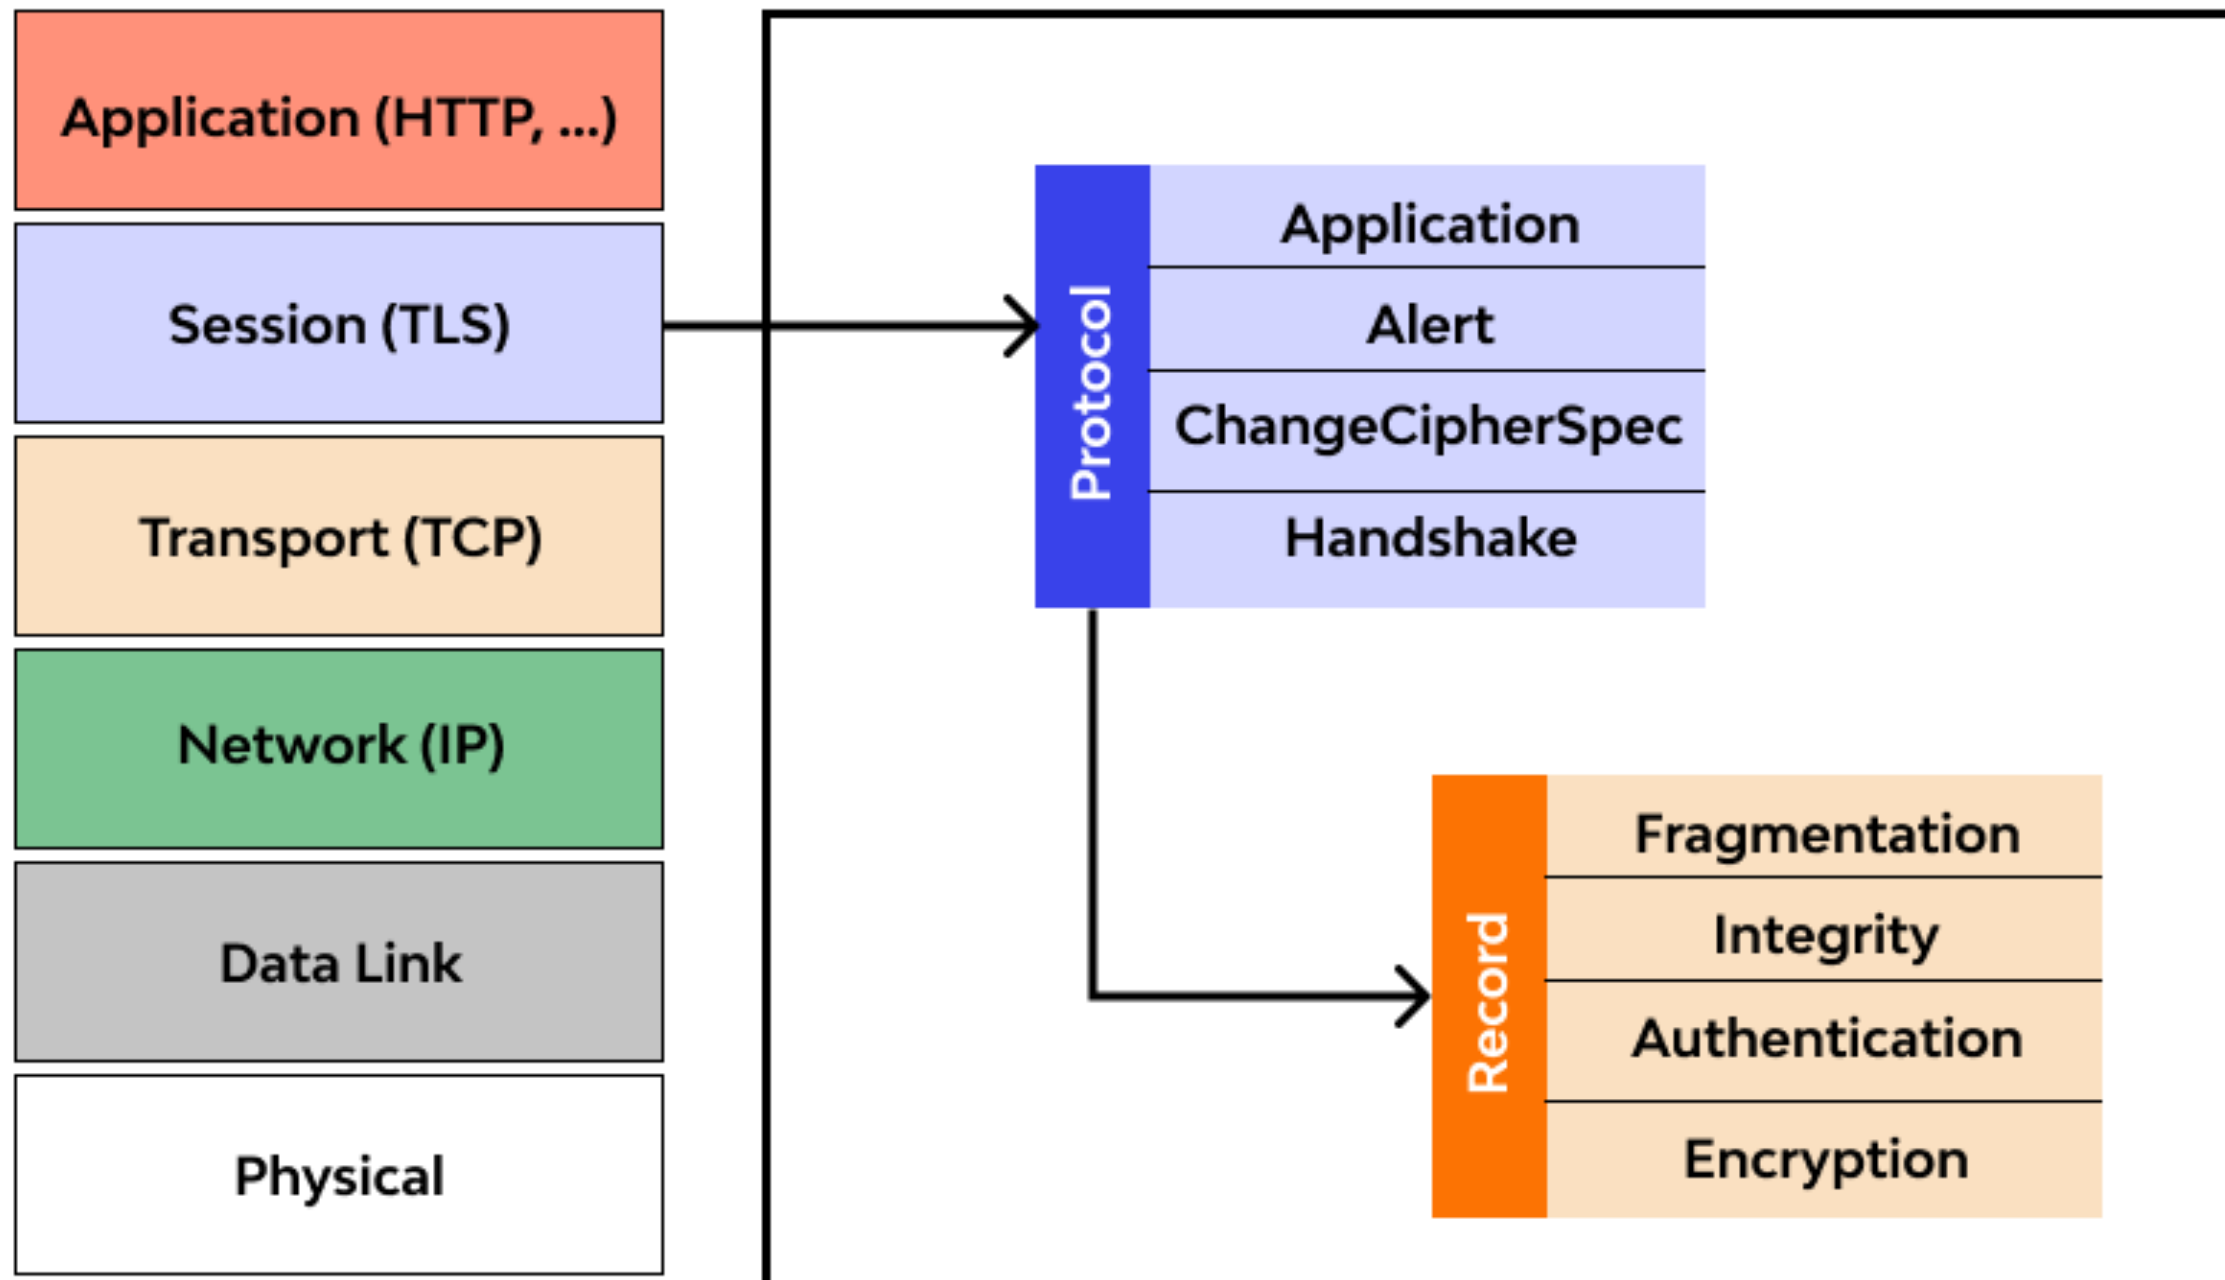 Application (HTTP, ...)
Session (TLS)
Transport (TCP)
Network (IP)
Data Link
Physical
Protocol
Application
Alert
ChangeCipherSpec
Handshake
Record
Fragmentation
Integrity
Authentication
Encryption